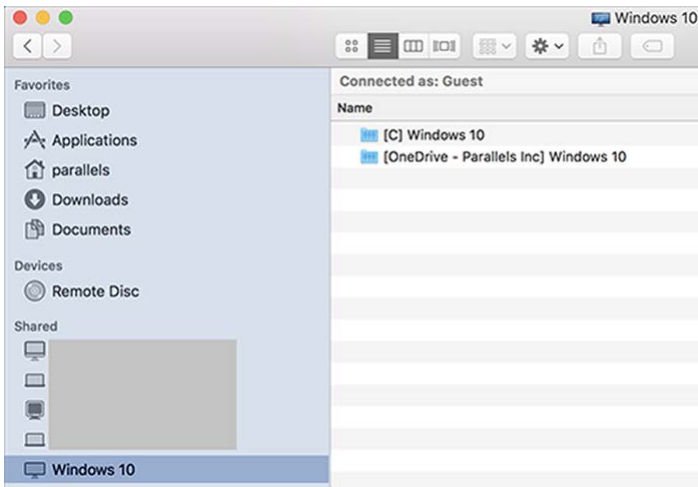 Windows 10
Connected as: Guest
Name
[C] Windows 10
[OneDrive - Parallels Inc] Windows 10
Favorites
Desktop
Applications
parallels
Downloads
Documents
Devices
Remote Disc
Shared
Windows 10